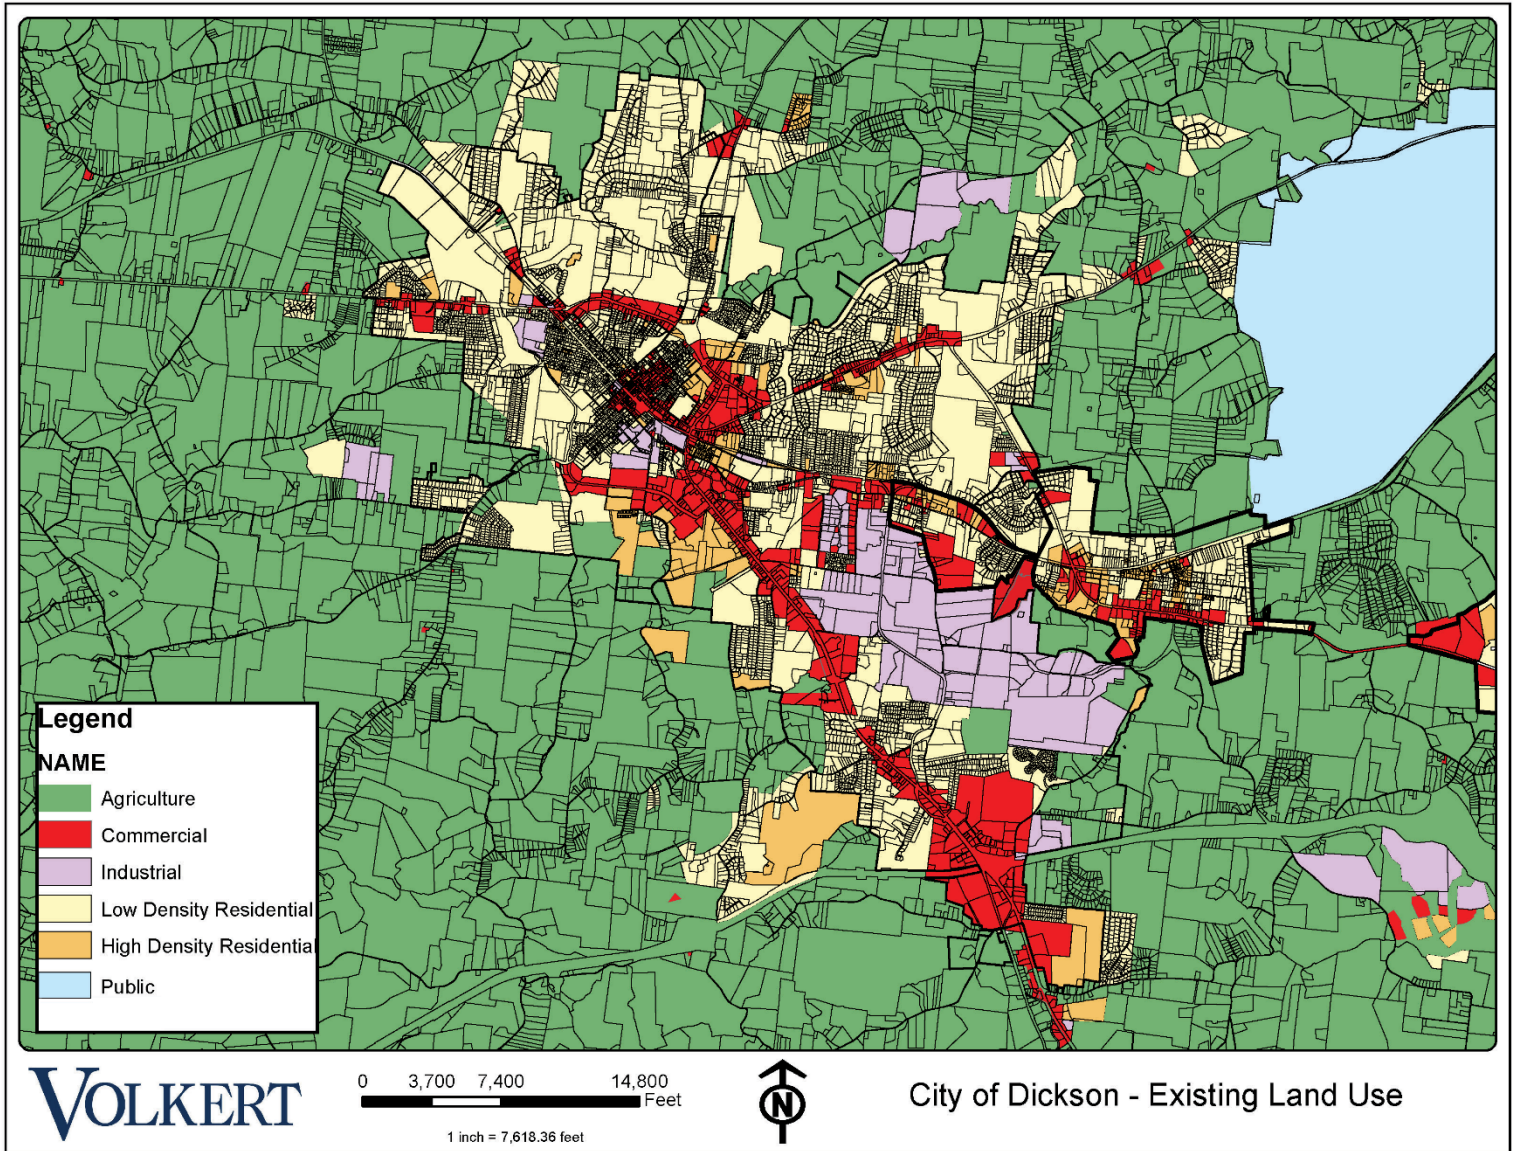 Legend
NAME
Agriculture
Commercial
Industrial
Low Density Residential
High Density Residential
Public
VOLKERT
0 3,700 7,400 14,800
Feet
1 inch = 7,618.36 feet
N
City of Dickson - Existing Land Use